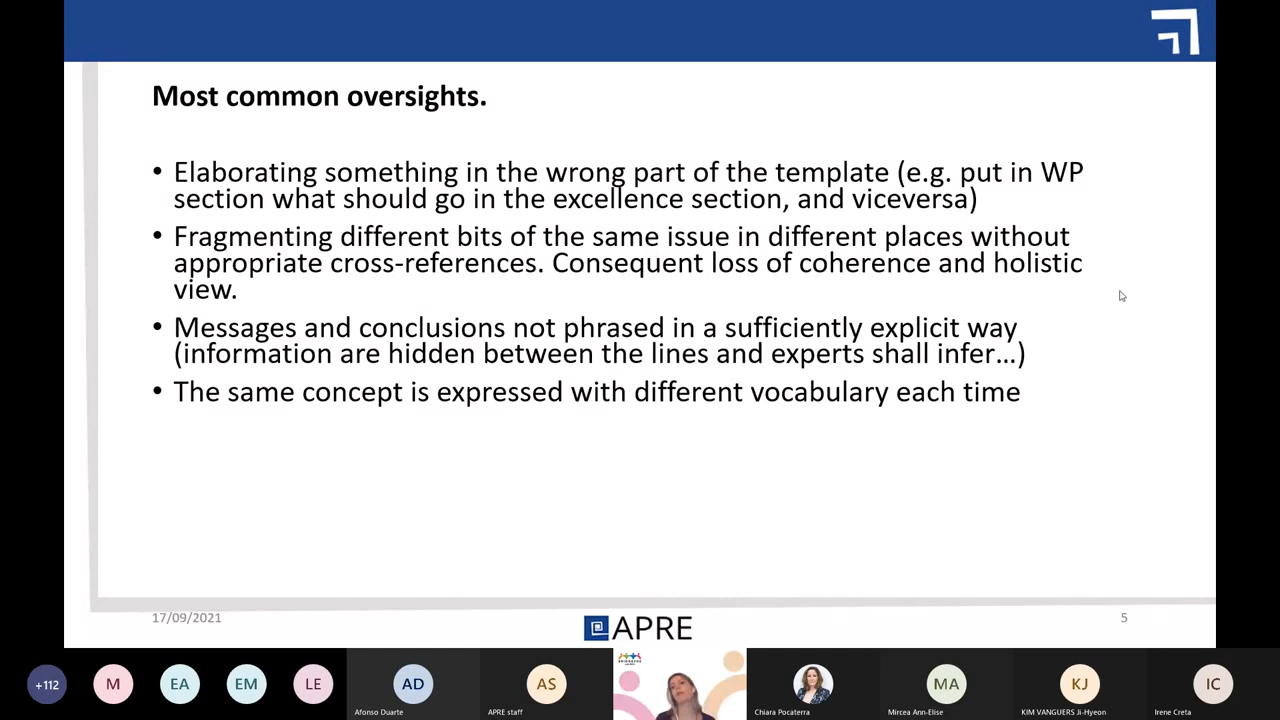 Most common oversights.
• Elaborating something in the wrong part of the template (e.g. put in WP
section what should go in the excellence section, and viceversa)
• Fragmenting different bits of the same issue in different places without
appropriate cross-references. Consequent loss of coherence and holistic
view.
• Messages and conclusions not phrased in a sufficiently explicit way
(information are hidden between the lines and experts shall infer...)
• The same concept is expressed with different vocabulary each time
17/09/2021
APRE
5
+112
M
EA
EM
LE
AD
Afonso Duarte
AS
APRE staff
Chiara Pocaterra
MA
Mircea Ann-Elise
KJ
KIM VANGUERS Ji-Hyeon
IC
Irene Creta